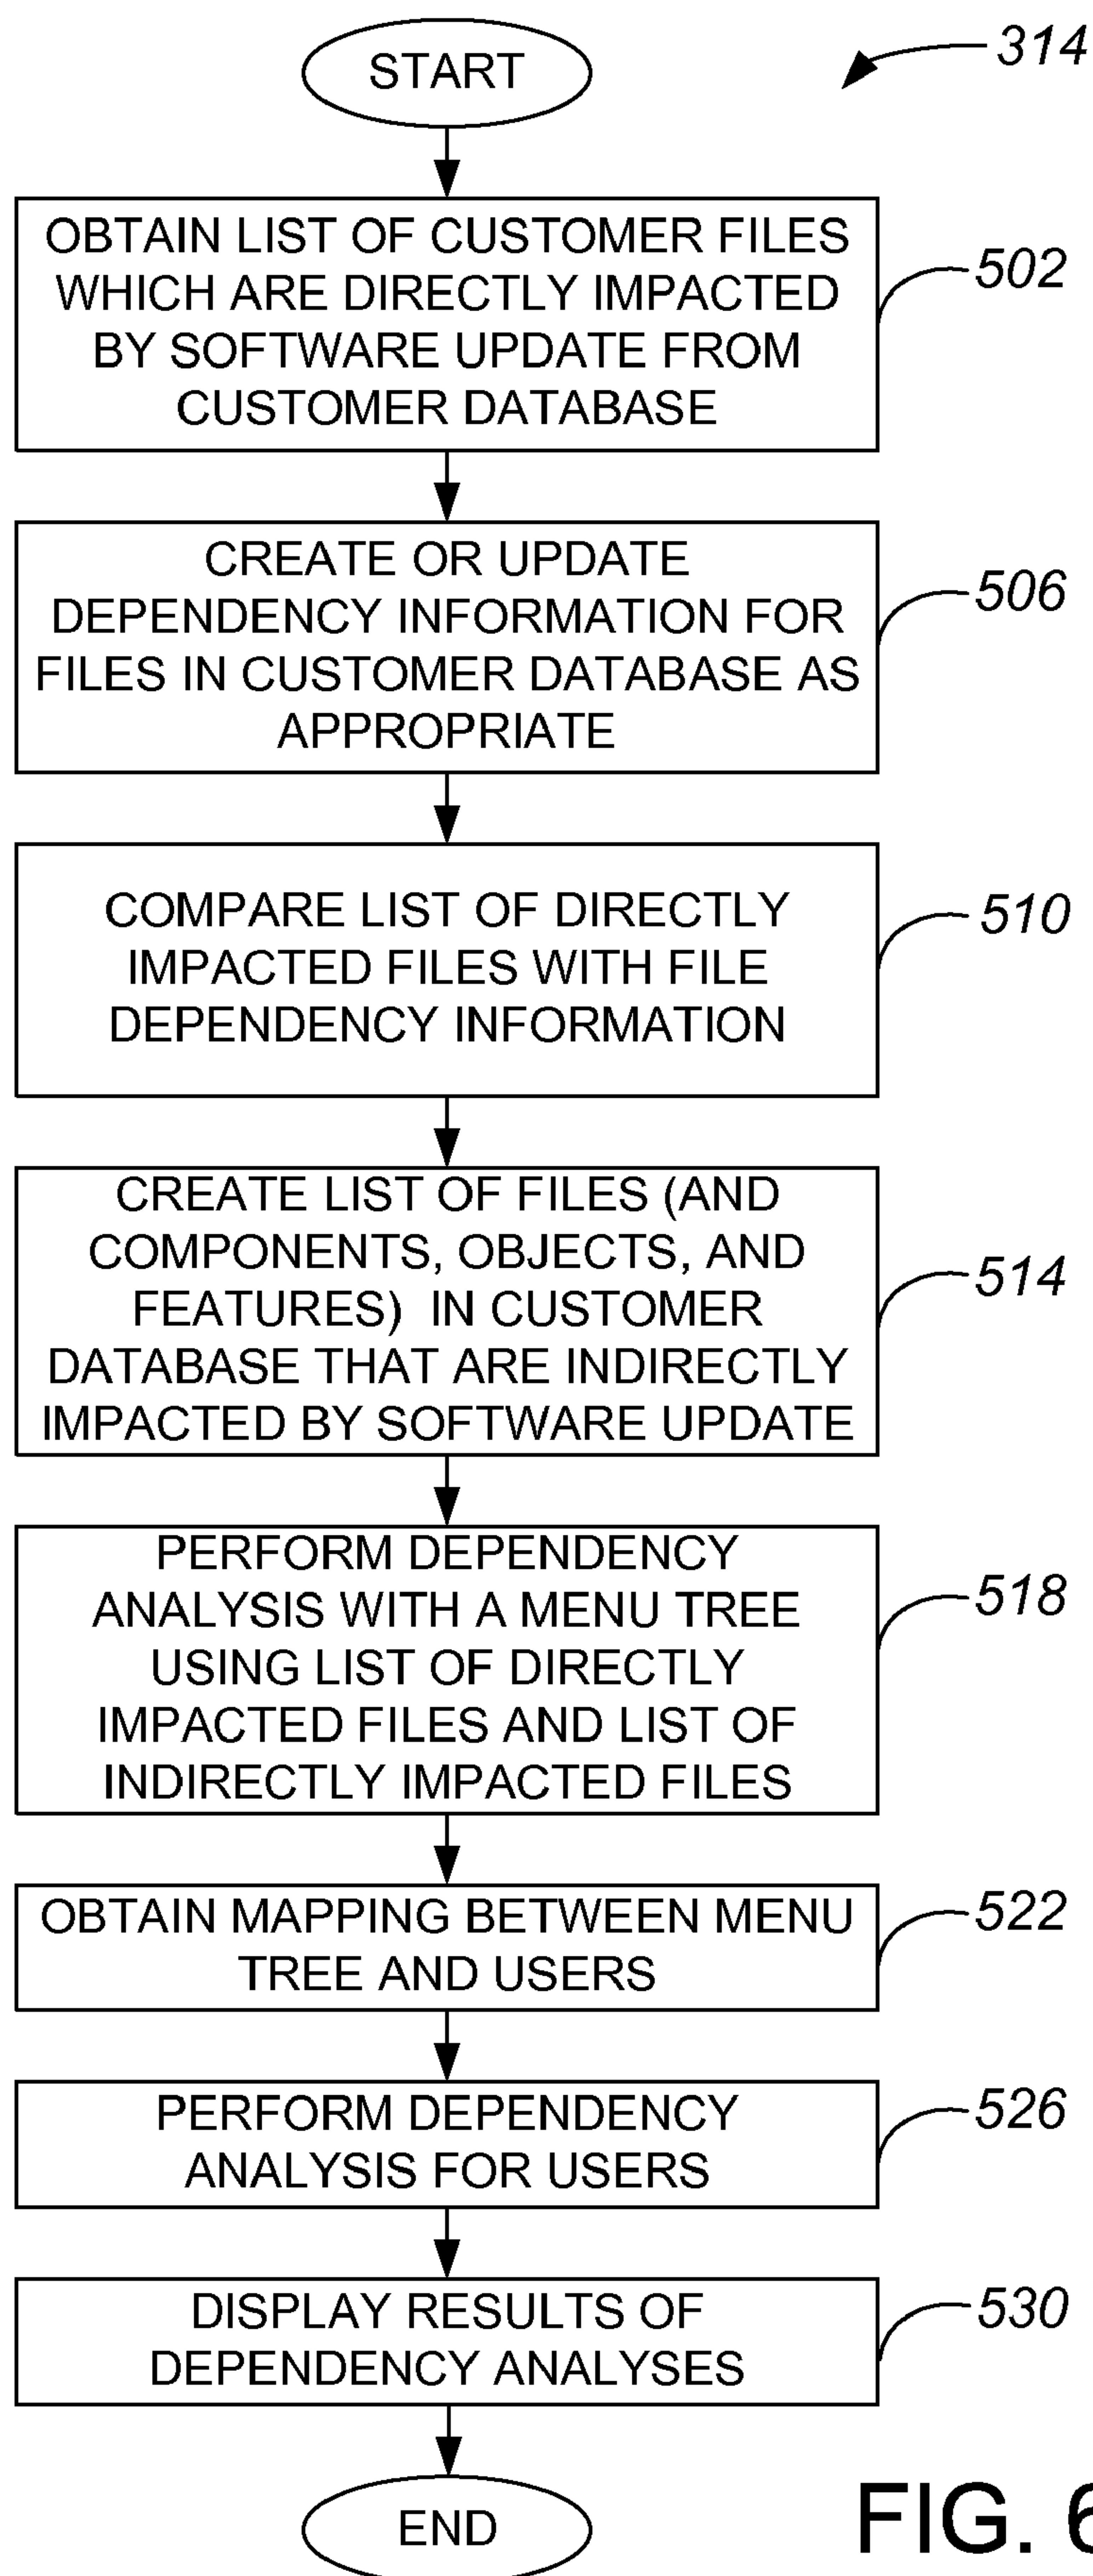 START
314
OBTAIN LIST OF CUSTOMER FILES
WHICH ARE DIRECTLY IMPACTED
BY SOFTWARE UPDATE FROM
CUSTOMER DATABASE
502
CREATE OR UPDATE
DEPENDENCY INFORMATION FOR
FILES IN CUSTOMER DATABASE AS
APPROPRIATE
506
COMPARE LIST OF DIRECTLY
IMPACTED FILES WITH FILE
DEPENDENCY INFORMATION
510
CREATE LIST OF FILES (AND
COMPONENTS, OBJECTS, AND
FEATURES) IN CUSTOMER
DATABASE THAT ARE INDIRECTLY
IMPACTED BY SOFTWARE UPDATE
514
PERFORM DEPENDENCY
ANALYSIS WITH A MENU TREE
USING LIST OF DIRECTLY
IMPACTED FILES AND LIST OF
INDIRECTLY IMPACTED FILES
518
OBTAIN MAPPING BETWEEN MENU
TREE AND USERS
522
PERFORM DEPENDENCY
ANALYSIS FOR USERS
526
DISPLAY RESULTS OF
DEPENDENCY ANALYSES
530
END
FIG. 6